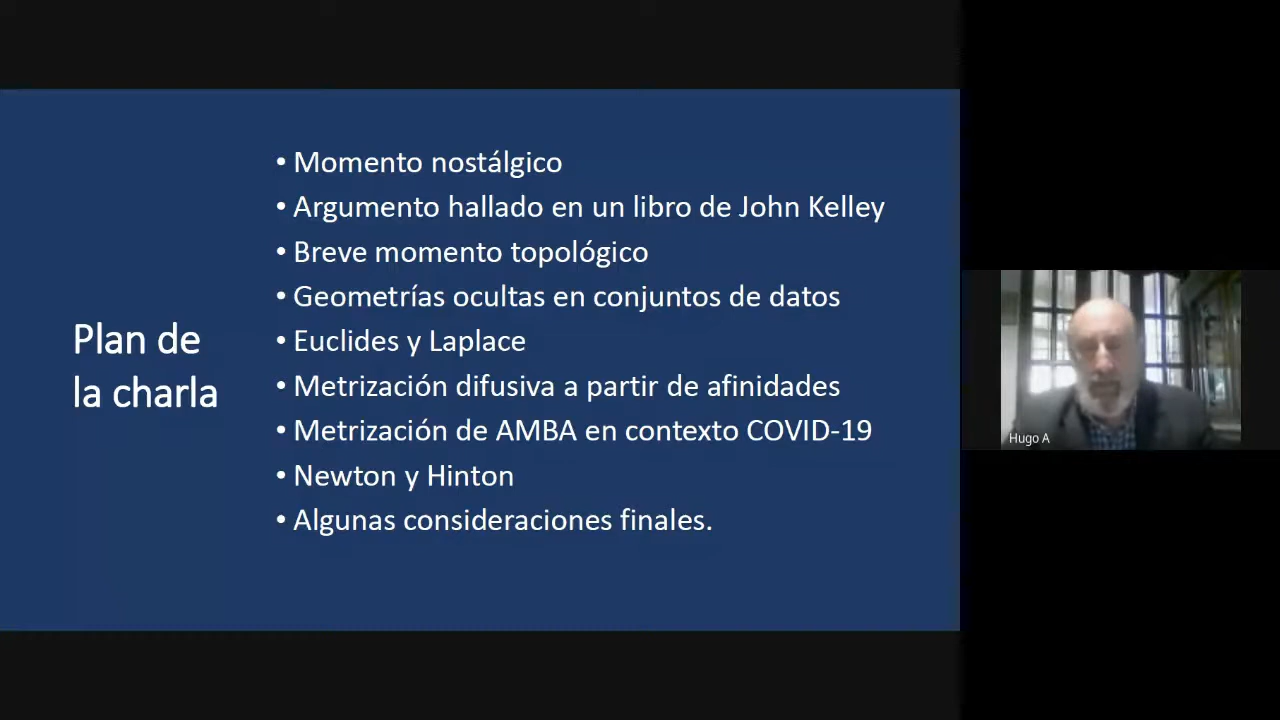 Plan de
la charla
• Momento nostálgico
• Argumento hallado en un libro de John Kelley
• Breve momento topológico
• Geometrías ocultas en conjuntos de datos
• Euclides y Laplace
• Metrización difusiva a partir de afinidades
• Metrización de AMBA en contexto COVID-19
• Newton y Hinton
• Algunas consideraciones finales.
Hugo A